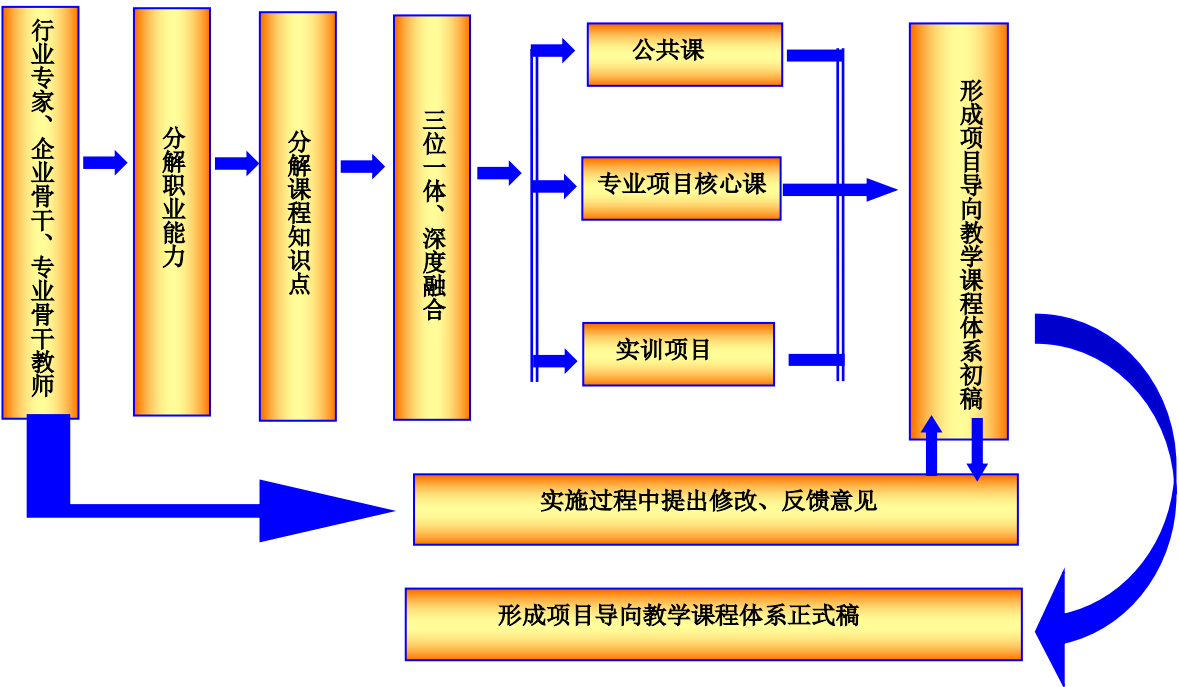 行业专家、企业骨干、专业骨干教师
分解职业能力
分解课程知识点
三位一体、深度融合
公共课
专业项目核心课
实训项目
形成项目导向教学课程体系初稿
实施过程中提出修改、反馈意见
形成项目导向教学课程体系正式稿